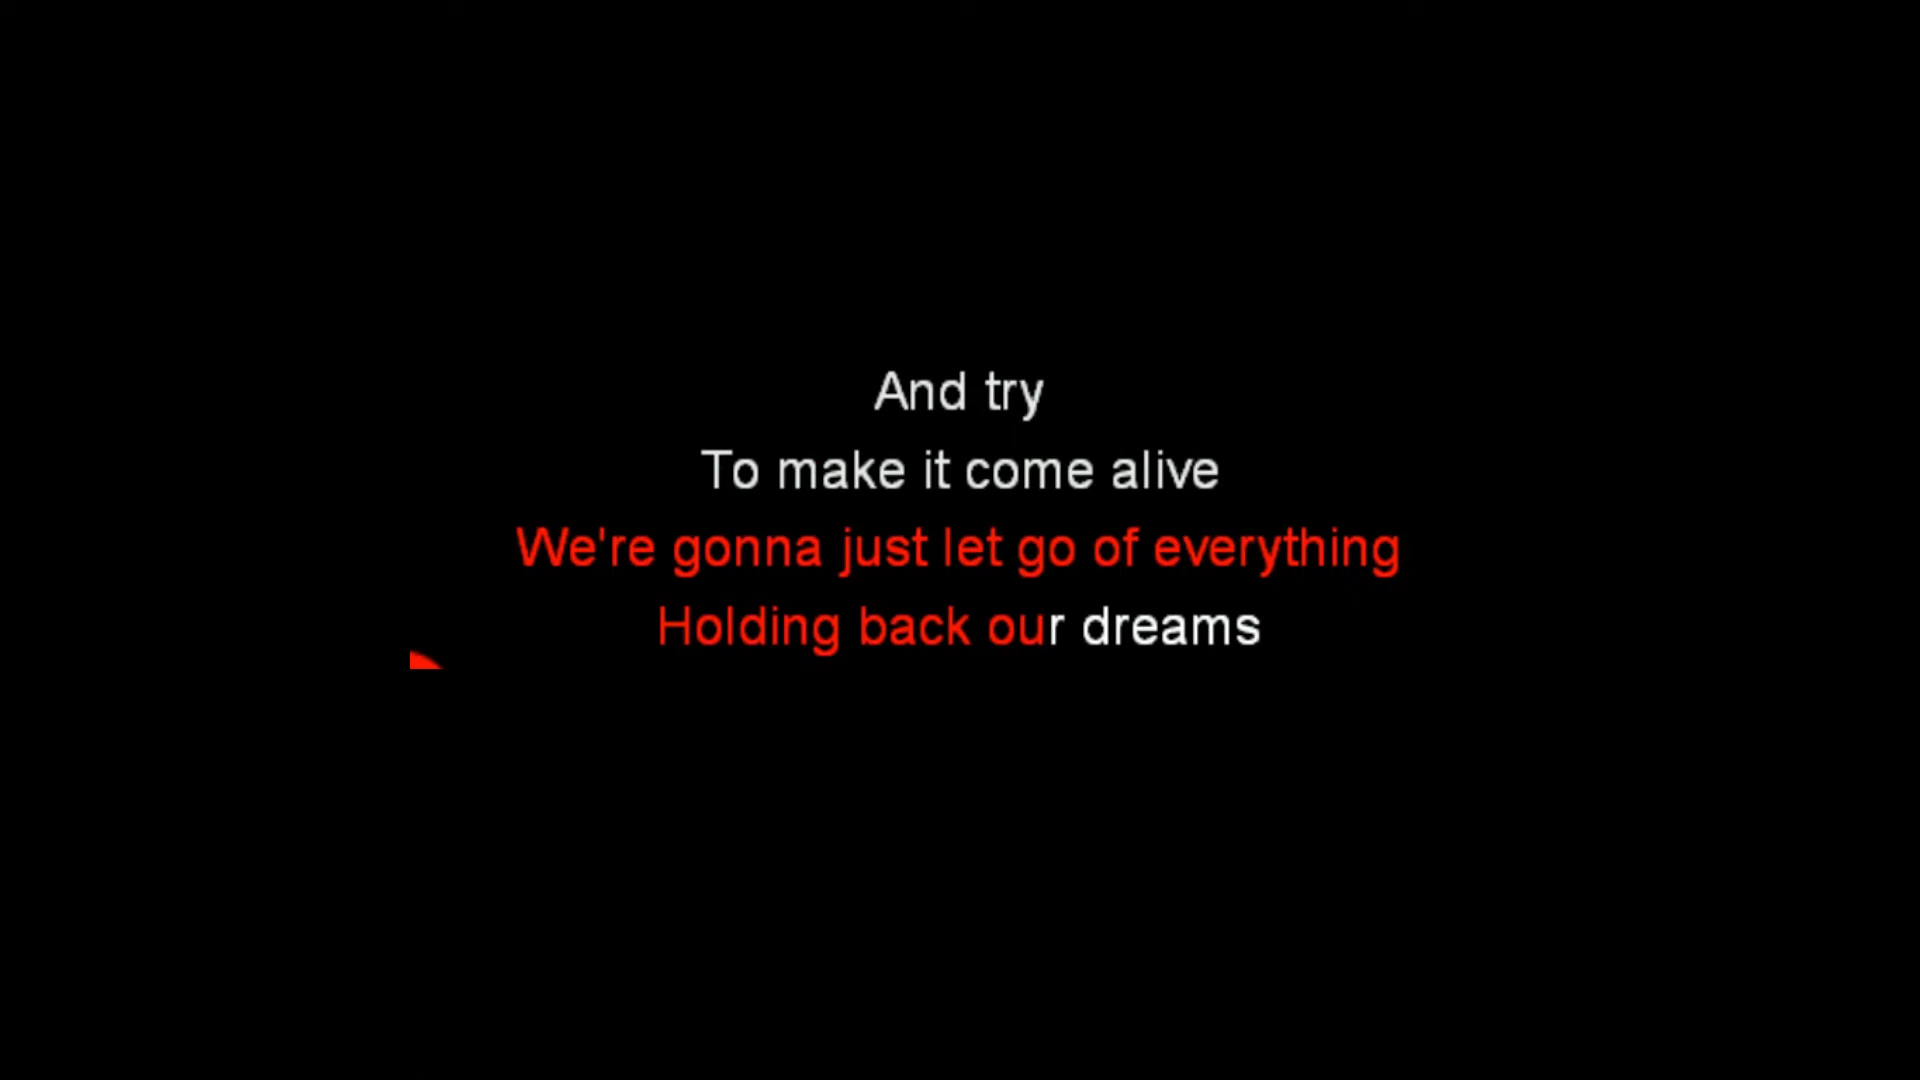 And try
To make it come alive
We're gonna just let go of everything
Holding back our dreams